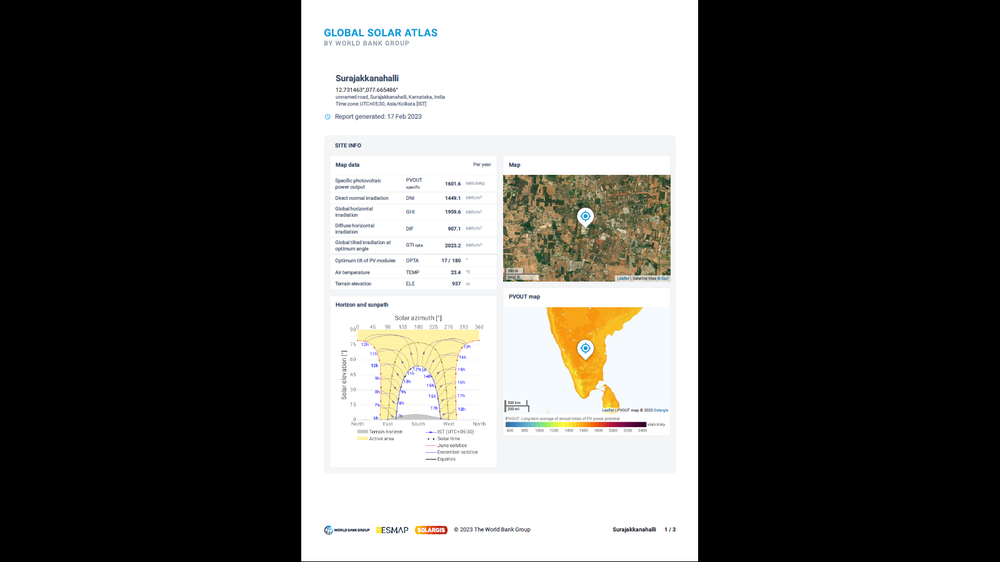 GLOBAL SOLAR ATLAS
BY WORLD BANK GROUP
Surajakkanahalli
12.731463°,077.665486°
unnamed road, Surajakkanahalli, Karnataka, India
Time zone: UTC+05:30, Asia/Kolkata [IST]
Report generated: 17 Feb 2023
SITE INFO
Map data Per year
Specific photovoltaic
power output
PVOUT
specific
1601.6 kWh/kWp
Direct normal irradiation DNI 1449.1 kWh/m²
Global horizontal
irradiation
GHI 1959.6 kWh/m²
Diffuse horizontal
irradiation
DIF 907.1 kWh/m²
Global tilted irradiation at
optimum angle
GTI opta 2023.2 kWh/m²
Optimum tilt of PV modules OPTA 17 / 180 °
Air temperature TEMP 23.4 °C
Terrain elevation ELE 937 m
Map
500 m
3000 ft
Leaflet | Satellite tiles © Esri
Horizon and sunpath
Solar azimuth [°]
0 45 90 135 180 225 270 315 360
Solar elevation [°]
90
75
60
45
30
15
0
12h
11h
10h
9h
8h
7h
6h
12h
13h
11h
14h
10h
15h
9h
16h
8h
17h
7h
13h
14h
15h
16h
17h
18h
North East South West North
Terrain horizon
Active area
IST (UTC+05:30)
Solar time
June solstice
December solstice
Equinox
PVOUT map
300 km
200 mi
Leaflet | PVOUT map © 2023 Solargis
PVOUT: Long-term average of annual totals of PV power potential
kWh/kWp
600 800 1000 1200 1400 1600 1800 2000 2200 2400
WORLD BANK GROUP
ESMAP
SOLARGIS
© 2023 The World Bank Group
Surajakkanahalli 1 / 3